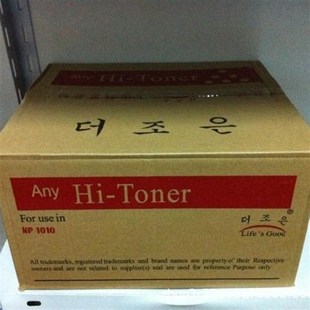 Any Hi-Toner
더 조 은
Any Hi-Toner
For use in
NP 1010
더 조 은 ®
Life's Good
All trademarks, registered trademarks and brand names are property of their Respective
owners and are not related to supplier(s) and are used for reference Purpose only